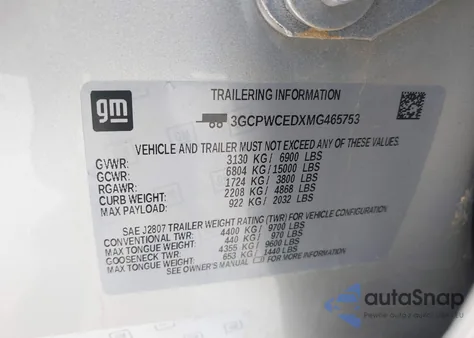 gm
TRAILERING INFORMATION
3GCPWCEDXMG465753
VEHICLE AND TRAILER MUST NOT EXCEED ANY OF THESE VALUES.
GVWR: 3130 KG/ 6900 LBS
GCWR: 6804 KG/15000 LBS
RGAWR: 1724 KG/ 3800 LBS
CURB WEIGHT: 2208 KG/ 4868 LBS
MAX PAYLOAD: 922 KG/ 2032 LBS
SAE J2807 TRAILER WEIGHT RATING (TWR) FOR VEHICLE CONFIGURATION
CONVENTIONAL TWR: 4400 KG/ 9700 LBS
MAX TONGUE WT: 440 KG/ 970 LBS
GOOSENECK TWR: 4355 KG/ 9600 LBS
MAX TONGUE WT: 653 KG/ 1440 LBS
SEE OWNER'S MANUAL FOR MORE INFORMATION
autoSnap